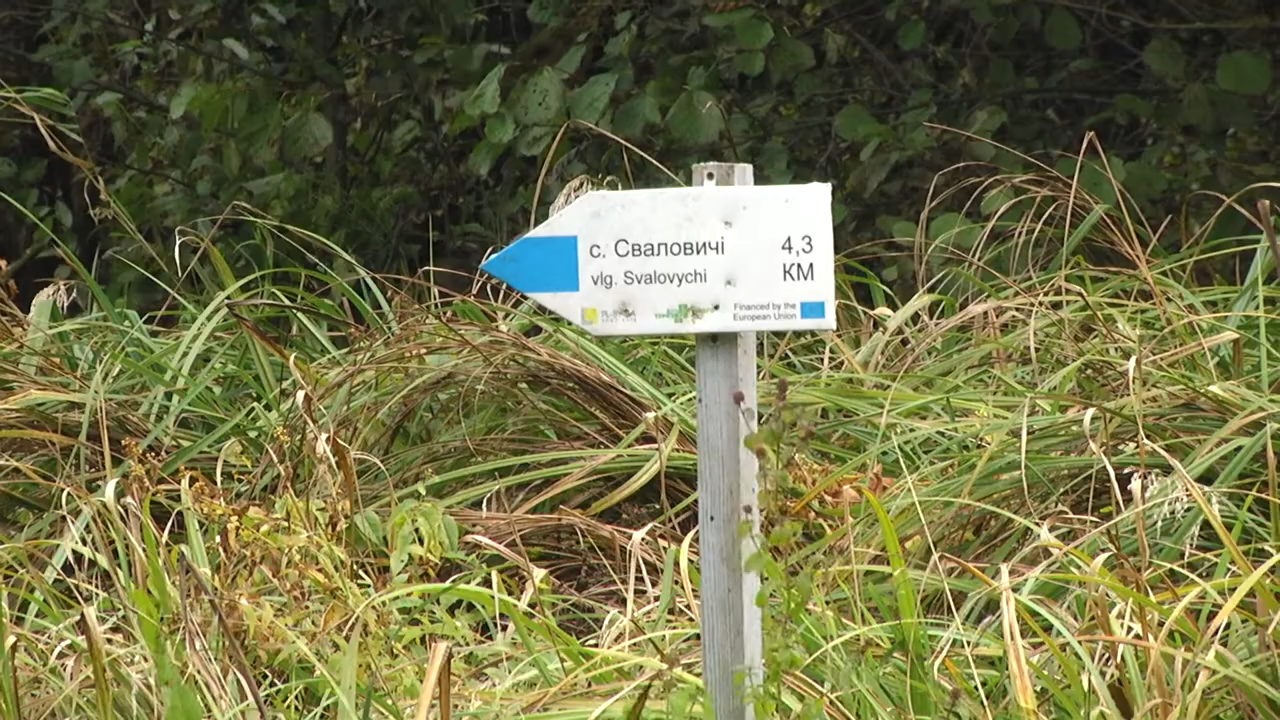 с. Сваловичі
vlg. Svalovychi
4,3
КМ
Financed by the
European Union